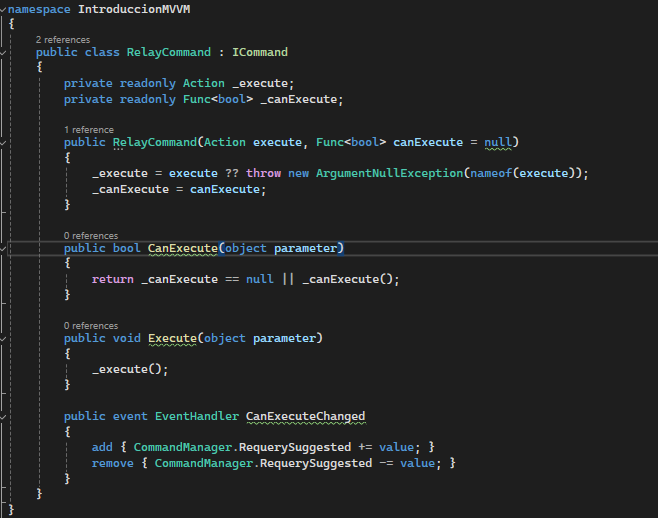 namespace IntroduccionMVVM
{
2 references
public class RelayCommand : ICommand
{
private readonly Action _execute;
private readonly Func<bool> _canExecute;
1 reference
public RelayCommand(Action execute, Func<bool> canExecute = null)
{
_execute = execute ?? throw new ArgumentNullException(nameof(execute));
_canExecute = canExecute;
}
0 references
public bool CanExecute(object parameter)
{
return _canExecute == null || _canExecute();
}
0 references
public void Execute(object parameter)
{
_execute();
}
public event EventHandler CanExecuteChanged
{
add { CommandManager.RequerySuggested += value; }
remove { CommandManager.RequerySuggested -= value; }
}
}
}